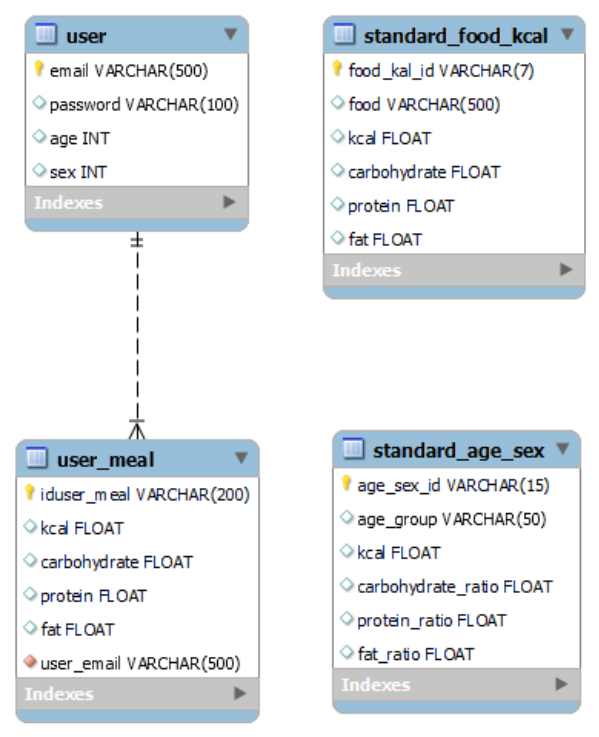 user
email VARCHAR(500)
password VARCHAR(100)
age INT
sex INT
Indexes
standard_food_kcal
food_kal_id VARCHAR(7)
food VARCHAR(500)
kcal FLOAT
carbohydrate FLOAT
protein FLOAT
fat FLOAT
Indexes
user_meal
iduser_meal VARCHAR(200)
kcal FLOAT
carbohydrate FLOAT
protein FLOAT
fat FLOAT
user_email VARCHAR(500)
Indexes
standard_age_sex
age_sex_id VARCHAR(15)
age_group VARCHAR(50)
kcal FLOAT
carbohydrate_ratio FLOAT
protein_ratio FLOAT
fat_ratio FLOAT
Indexes